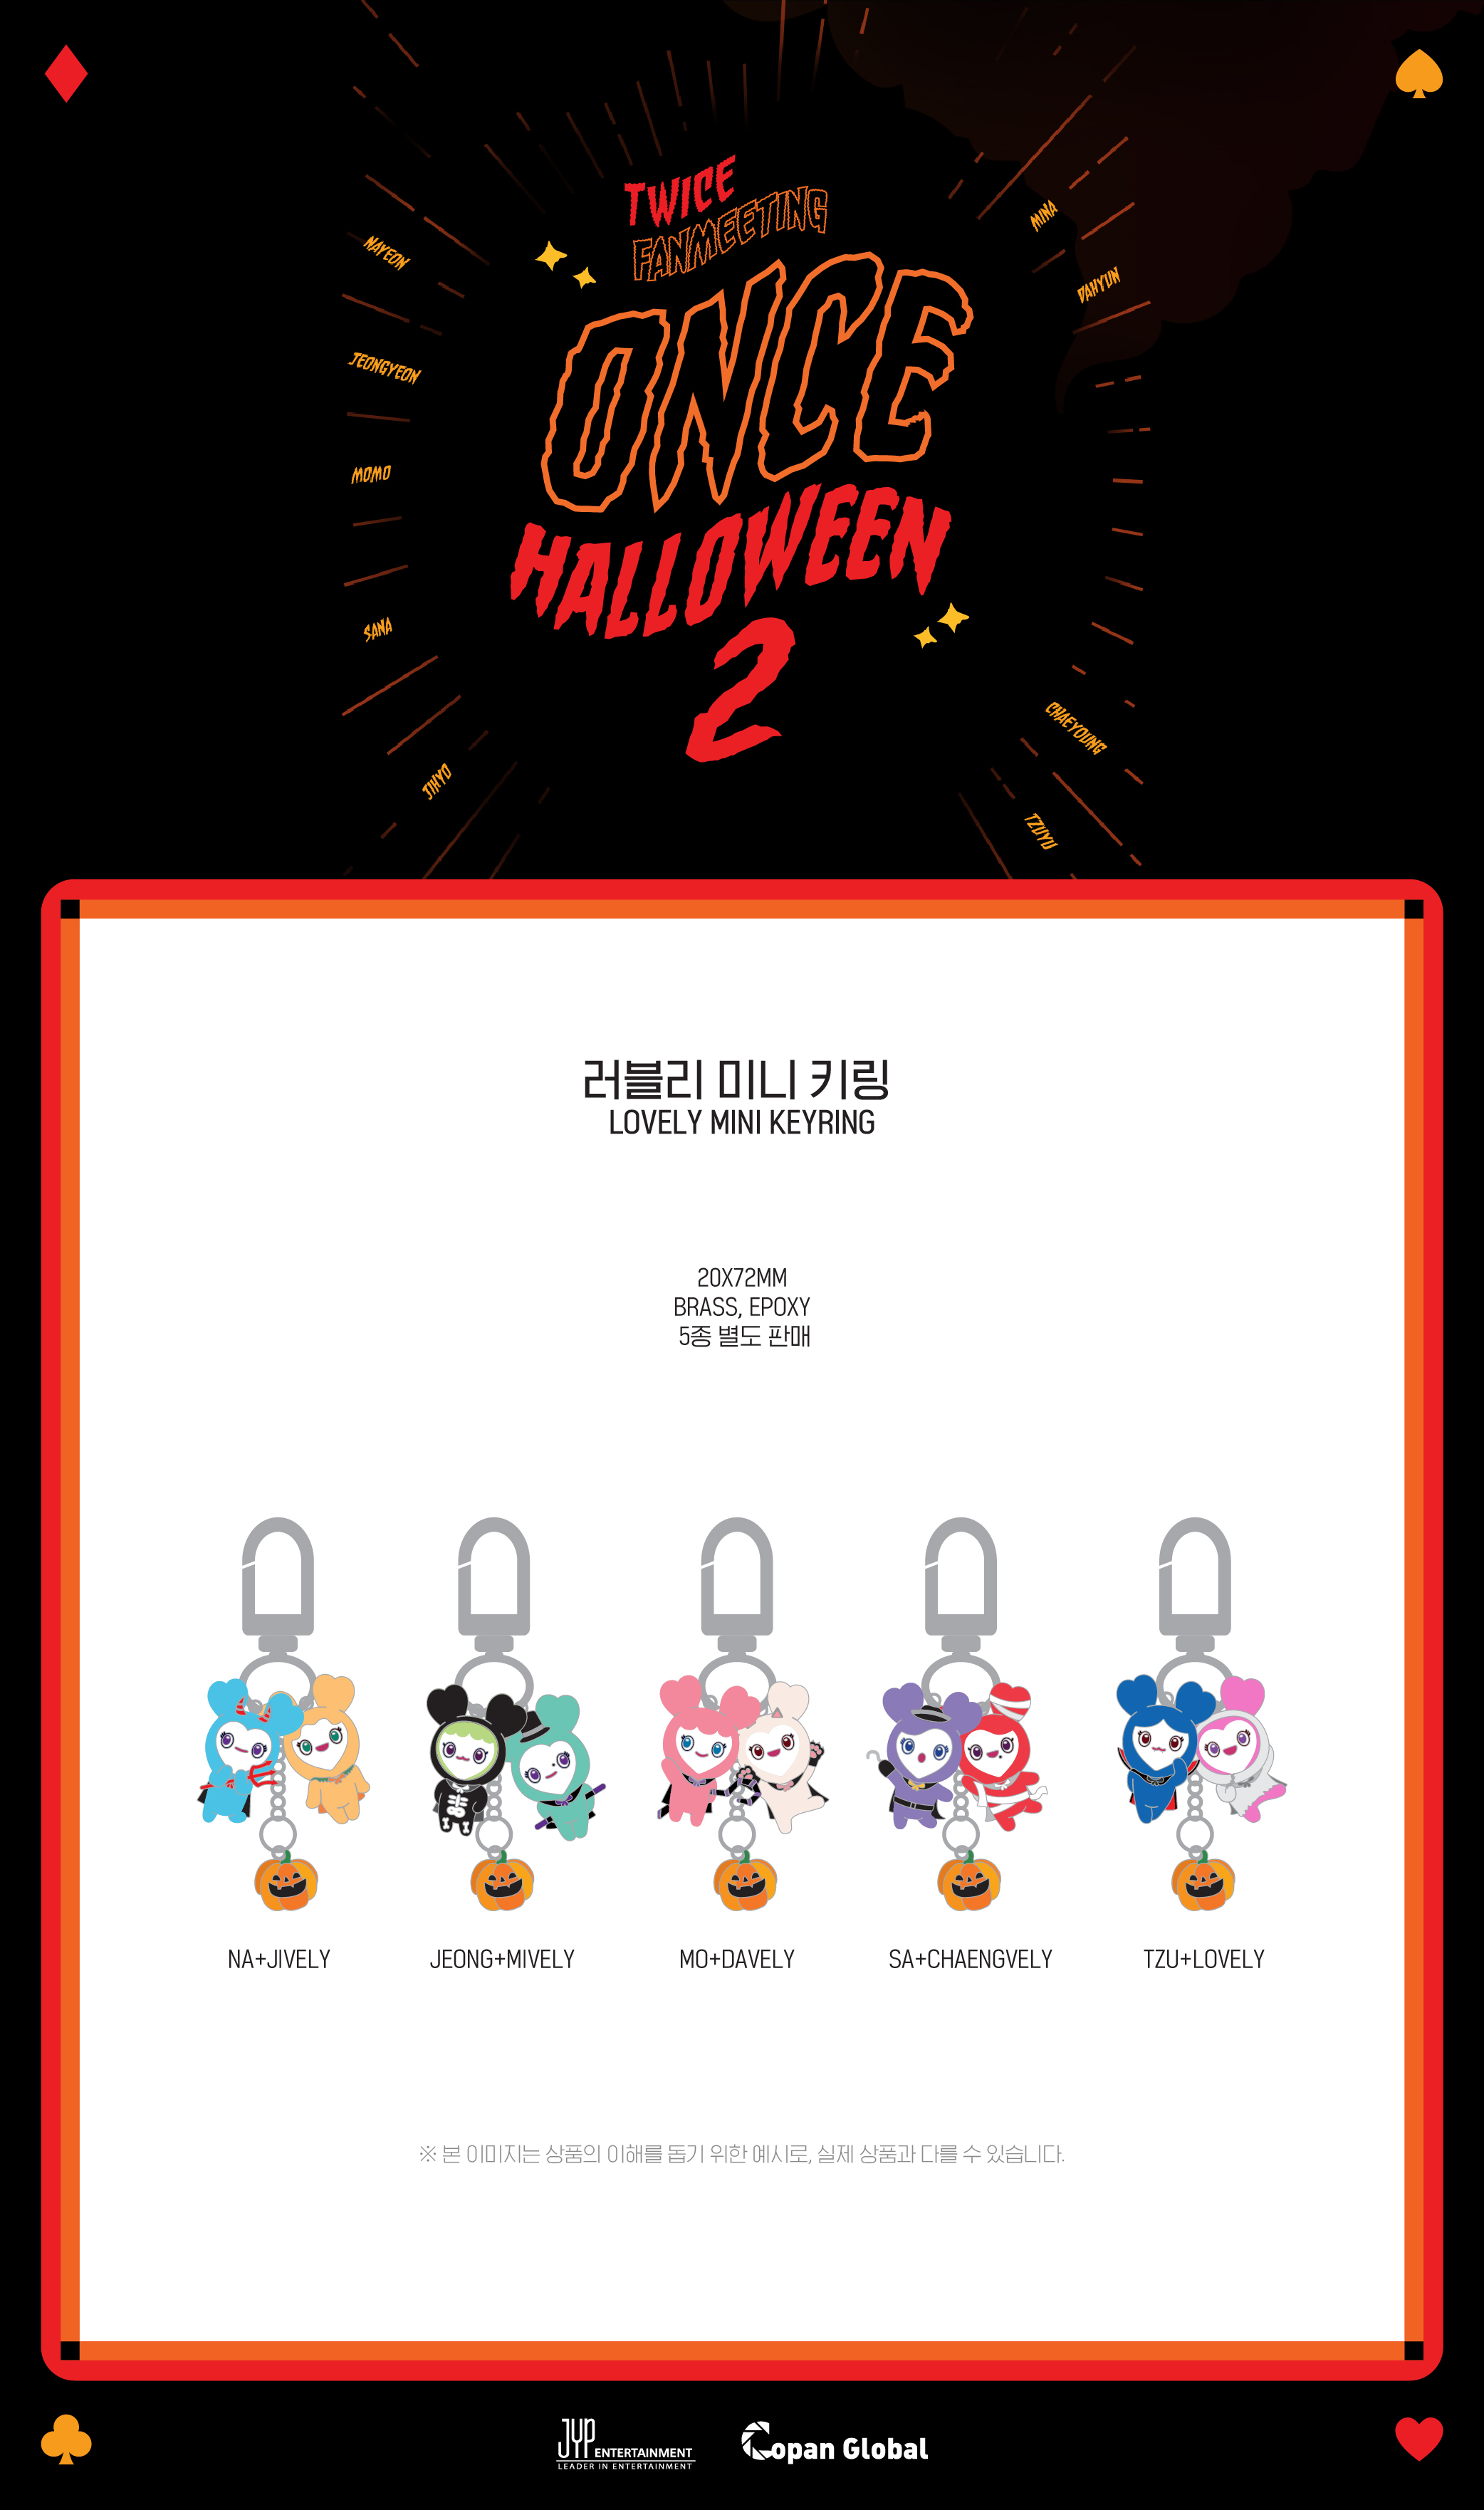 TWICE
FANMEETING
ONCE
HALLOWEEN
2
NAYEON
JEONGYEON
MOMO
SANA
JIHYO
MINA
DAHYUN
CHAEYOUNG
TZUYU
러블리 미니 키링
LOVELY MINI KEYRING
20X72MM
BRASS, EPOXY
5종 별도 판매
NA+JIVELY
JEONG+MIVELY
MO+DAVELY
SA+CHAENGVELY
TZU+LOVELY
※ 본 이미지는 상품의 이해를 돕기 위한 예시로, 실제 상품과 다를 수 있습니다.
JYP ENTERTAINMENT
LEADER IN ENTERTAINMENT
Copan Global